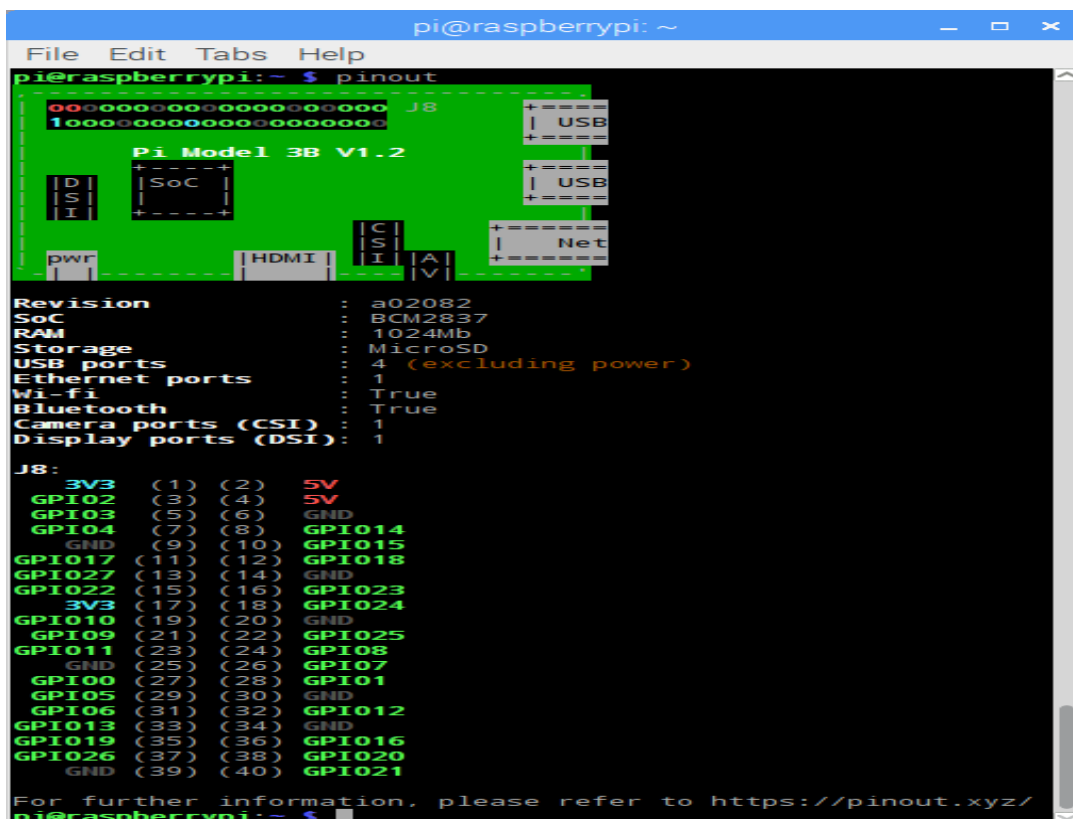 pi@raspberrypi: ~
File Edit Tabs Help
pi@raspberrypi:~ $ pinout
,--------------------------------.
| oooooooooooooooooooo J8     +====
| 1ooooooooooooooooooo        | USB
|                             +====
|      Pi Model 3B V1.2          |
|      +----+                 +====
| |D|  |SoC |                 | USB
| |S|  |    |                 +====
| |I|  +----+                    |
|                   |C|     +======
|                   |S|     |   Net
| pwr        |HDMI| |I||A|  +======
`-| |--------|    |----|V|-------'
Revision : a02082
SoC : BCM2837
RAM : 1024Mb
Storage : MicroSD
USB ports : 4 (excluding power)
Ethernet ports : 1
Wi-fi : True
Bluetooth : True
Camera ports (CSI) : 1
Display ports (DSI): 1
J8:
3V3 (1) (2) 5V
GPIO2 (3) (4) 5V
GPIO3 (5) (6) GND
GPIO4 (7) (8) GPIO14
GND (9) (10) GPIO15
GPIO17 (11) (12) GPIO18
GPIO27 (13) (14) GND
GPIO22 (15) (16) GPIO23
3V3 (17) (18) GPIO24
GPIO10 (19) (20) GND
GPIO9 (21) (22) GPIO25
GPIO11 (23) (24) GPIO8
GND (25) (26) GPIO7
GPIO0 (27) (28) GPIO1
GPIO5 (29) (30) GND
GPIO6 (31) (32) GPIO12
GPIO13 (33) (34) GND
GPIO19 (35) (36) GPIO16
GPIO26 (37) (38) GPIO20
GND (39) (40) GPIO21
For further information, please refer to https://pinout.xyz/
pi@raspberrypi:~ $